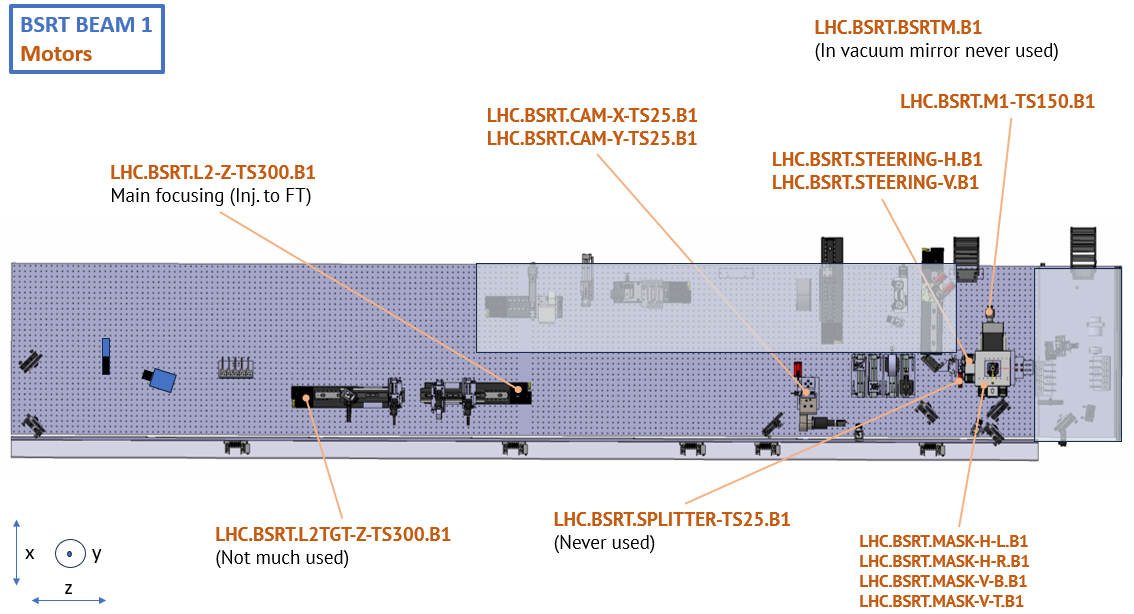 BSRT BEAM 1
Motors
LHC.BSRT.BSRTM.B1
(In vacuum mirror never used)
LHC.BSRT.M1-TS150.B1
LHC.BSRT.CAM-X-TS25.B1
LHC.BSRT.CAM-Y-TS25.B1
LHC.BSRT.STEERING-H.B1
LHC.BSRT.STEERING-V.B1
LHC.BSRT.L2-Z-TS300.B1
Main focusing (Inj. to FT)
LHC.BSRT.L2TGT-Z-TS300.B1
(Not much used)
LHC.BSRT.SPLITTER-TS25.B1
(Never used)
LHC.BSRT.MASK-H-L.B1
LHC.BSRT.MASK-H-R.B1
LHC.BSRT.MASK-V-B.B1
LHC.BSRT.MASK-V-T.B1
x
y
z